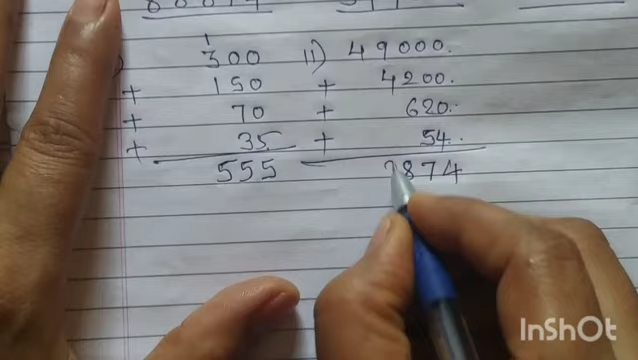 1
300 11) 49000.
+ 150 + 4200.
+ 70 + 620.
+ 35 + 54.
555 874
InShOt